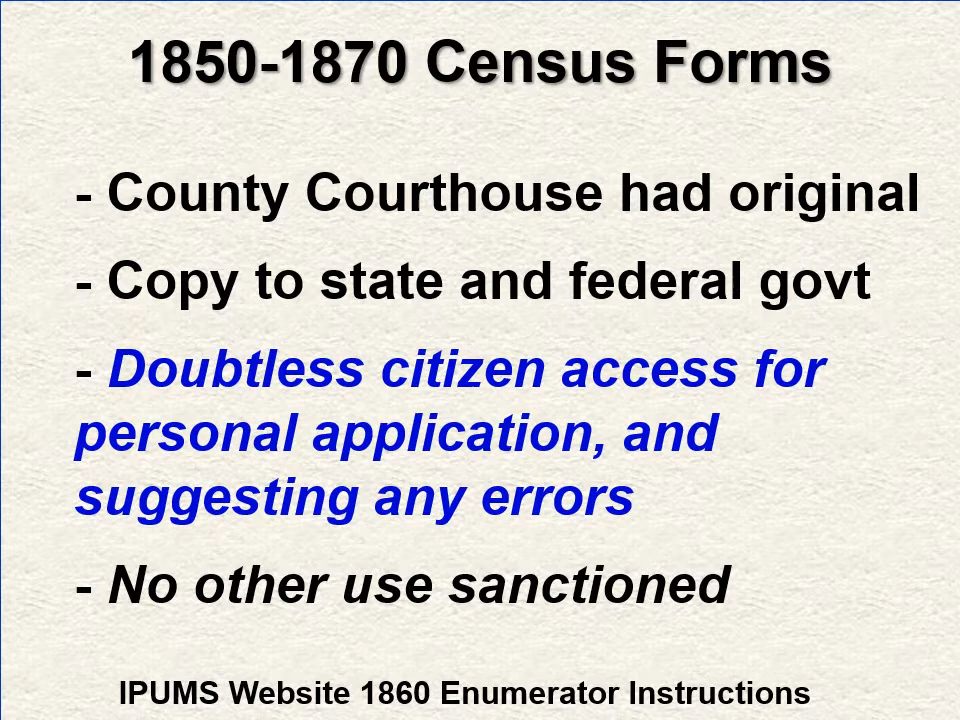 1850-1870 Census Forms
- County Courthouse had original
- Copy to state and federal govt
- Doubtless citizen access for
personal application, and
suggesting any errors
- No other use sanctioned
IPUMS Website 1860 Enumerator Instructions